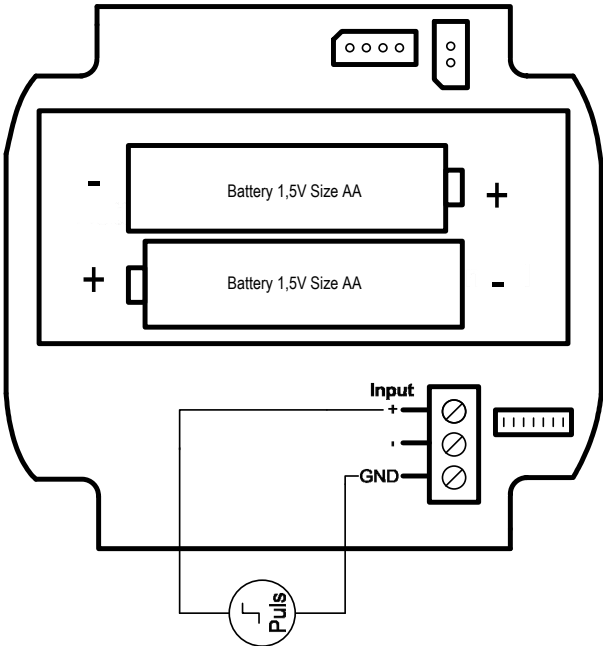 - Battery 1,5V Size AA +
+ Battery 1,5V Size AA -
Input
+
-
GND
Puls